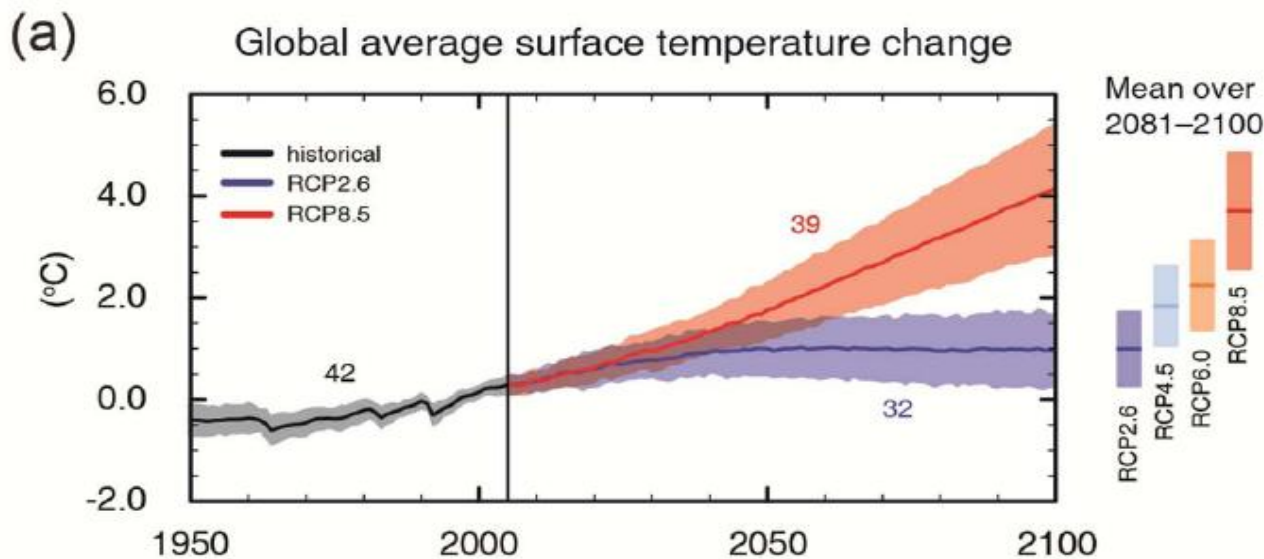 (a)
Global average surface temperature change
6.0
4.0
2.0
0.0
-2.0
(°C)
historical
RCP2.6
RCP8.5
42
39
32
1950
2000
2050
2100
Mean over
2081–2100
RCP2.6
RCP4.5
RCP6.0
RCP8.5